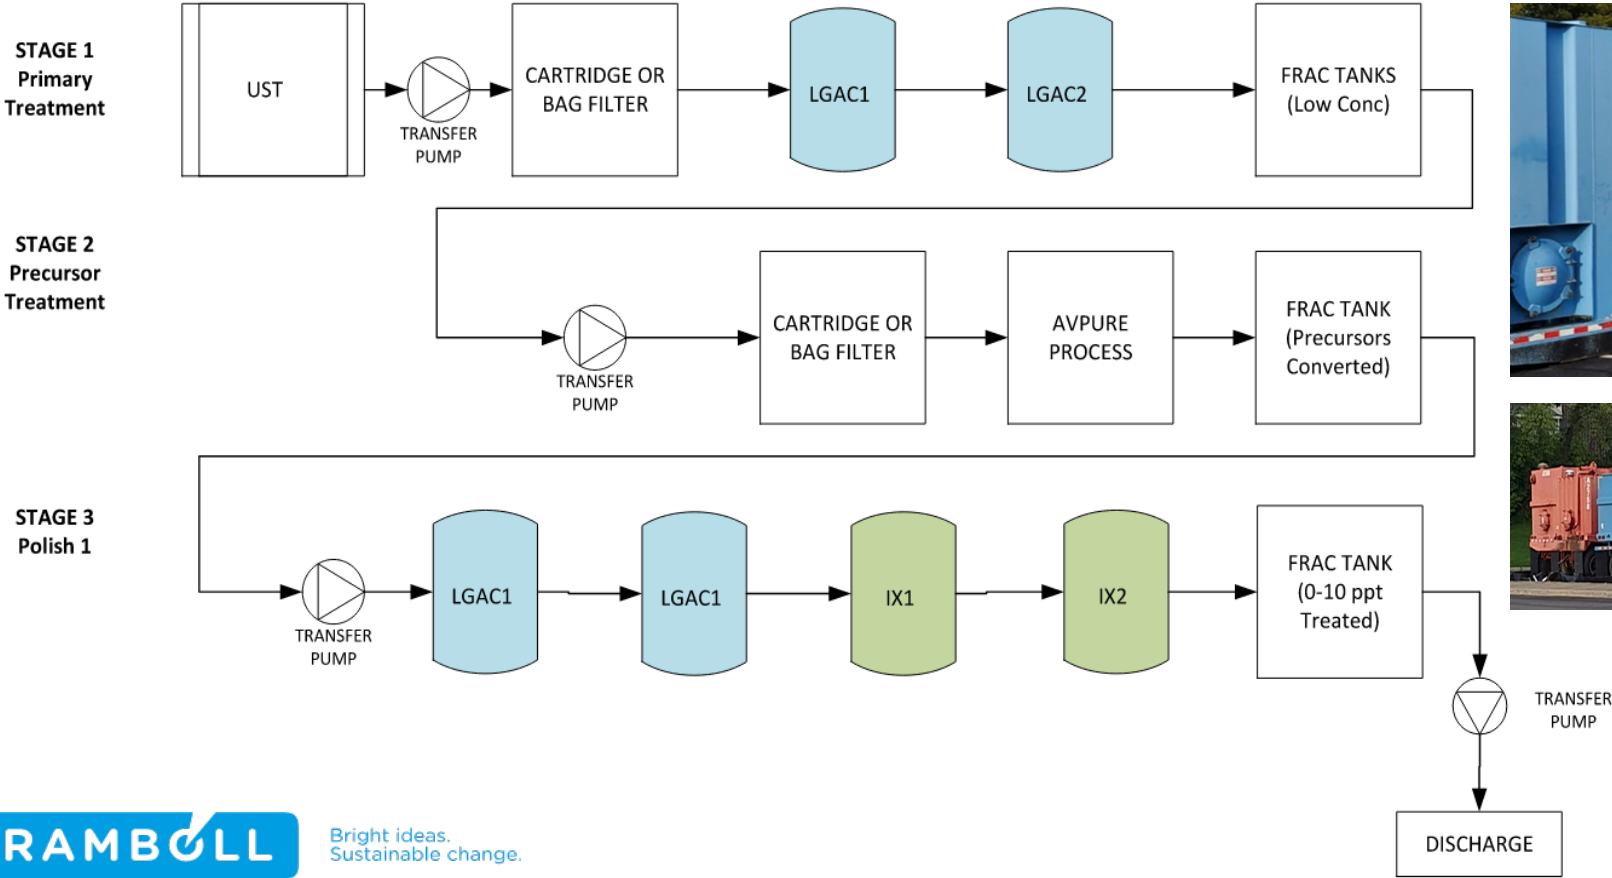 STAGE 1
Primary
Treatment
UST
TRANSFER
PUMP
CARTRIDGE OR
BAG FILTER
LGAC1
LGAC2
FRAC TANKS
(Low Conc)
STAGE 2
Precursor
Treatment
TRANSFER
PUMP
CARTRIDGE OR
BAG FILTER
AVPURE
PROCESS
FRAC TANK
(Precursors
Converted)
STAGE 3
Polish 1
TRANSFER
PUMP
LGAC1
LGAC1
IX1
IX2
FRAC TANK
(0-10 ppt
Treated)
TRANSFER
PUMP
DISCHARGE
RAMBOLL
Bright ideas.
Sustainable change.